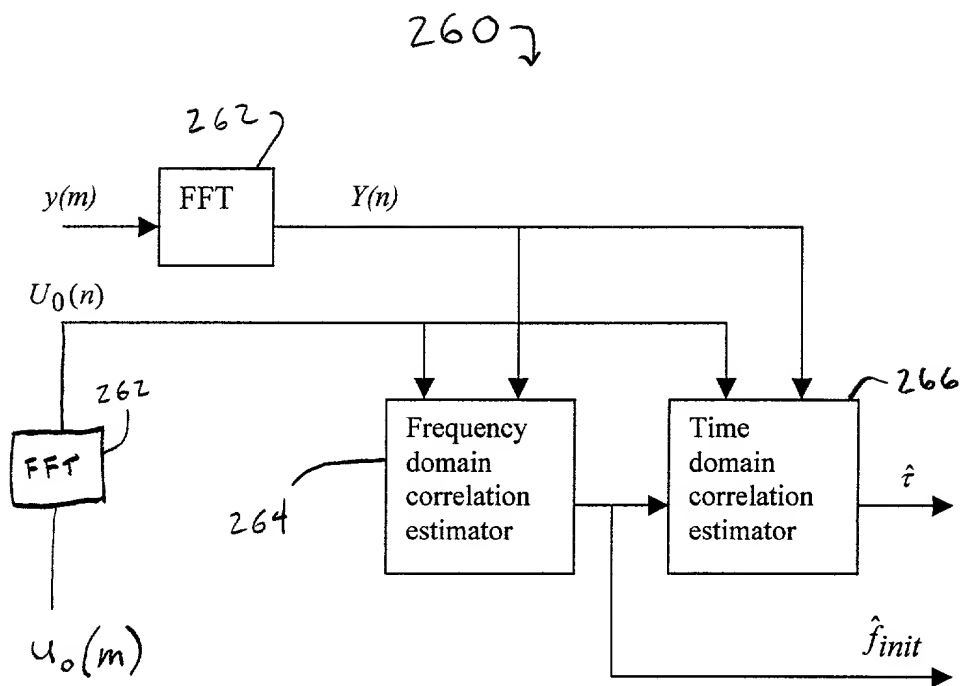 260
262
y(m)
FFT
Y(n)
U₀(n)
262
FFT
u₀(m)
264
Frequency
domain
correlation
estimator
266
Time
domain
correlation
estimator
τ̂
f̂init